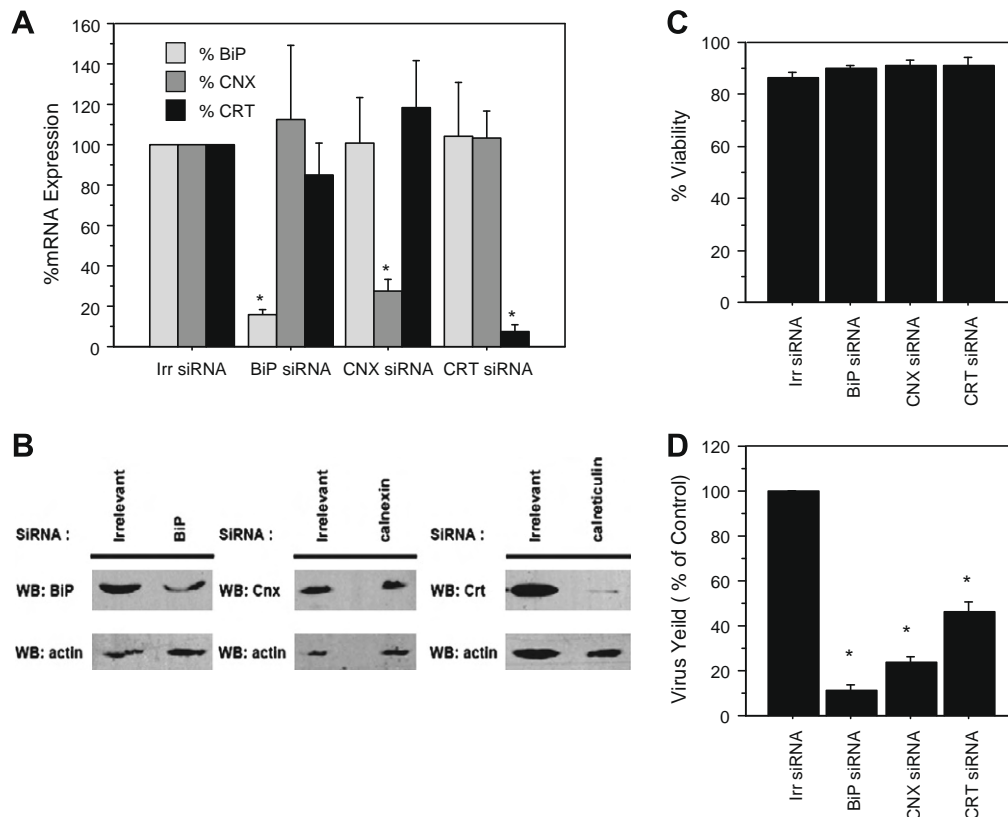 A
160
140
120
100
80
60
40
20
0
%mRNA Expression
% BiP
% CNX
% CRT
*
*
*
Irr siRNA
BiP siRNA
CNX siRNA
CRT siRNA
B
SiRNA :
Irrelevant
BiP
WB: BiP
WB: actin
SiRNA :
Irrelevant
calnexin
WB: Cnx
WB: actin
SiRNA :
Irrelevant
calreticulin
WB: Crt
WB: actin
C
100
80
60
40
20
0
% Viability
Irr siRNA
BiP siRNA
CNX siRNA
CRT siRNA
D
120
100
80
60
40
20
0
Virus Yeild ( % of Control)
*
*
*
Irr siRNA
BiP siRNA
CNX siRNA
CRT siRNA